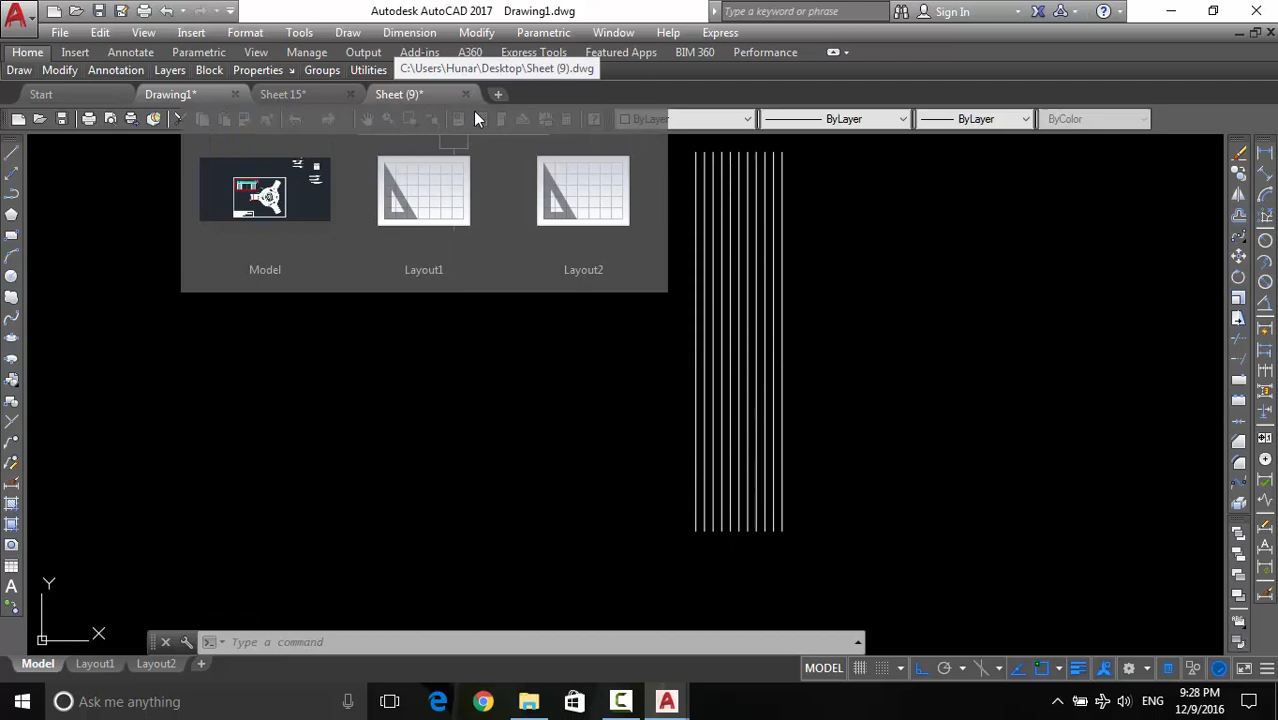 Autodesk AutoCAD 2017 Drawing1.dwg
Type a keyword or phrase
Sign In
File Edit View Insert Format Tools Draw Dimension Modify Parametric Window Help Express
Home Insert Annotate Parametric View Manage Output Add-ins A360 Express Tools Featured Apps BIM 360 Performance
Draw Modify Annotation Layers Block Properties Groups Utilities
C:\Users\Hunar\Desktop\Sheet (9).dwg
Start Drawing1* Sheet 15* Sheet (9)*
ByLayer ByLayer ByLayer ByColor
Model Layout1 Layout2
Y
X
Type a command
Model Layout1 Layout2
MODEL
Ask me anything
ENG
9:28 PM
12/9/2016